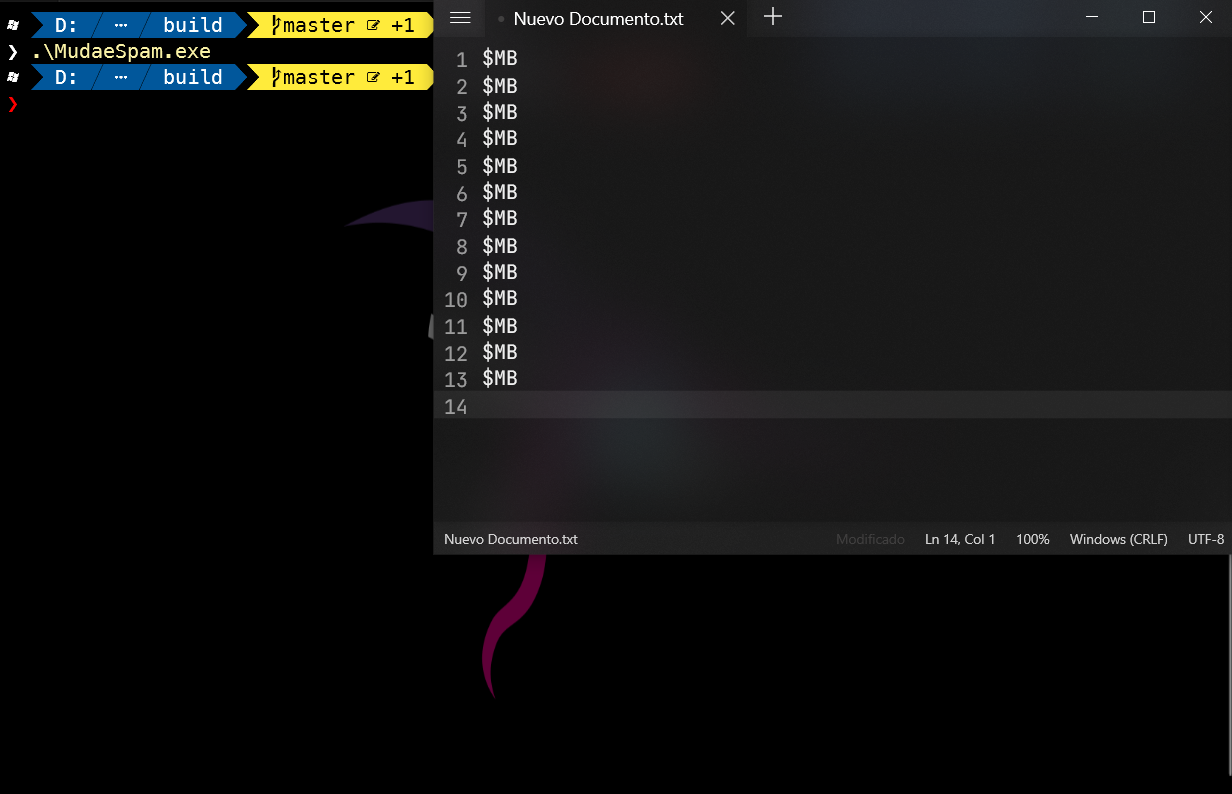 D: ··· build master +1
❯ .\MudaeSpam.exe
D: ··· build master +1
❯
Nuevo Documento.txt
1 $MB
2 $MB
3 $MB
4 $MB
5 $MB
6 $MB
7 $MB
8 $MB
9 $MB
10 $MB
11 $MB
12 $MB
13 $MB
14
Nuevo Documento.txt Modificado Ln 14, Col 1 100% Windows (CRLF) UTF-8